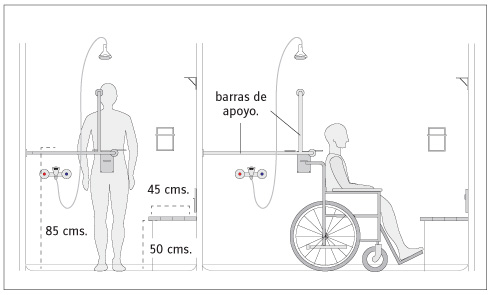 barras de
apoyo.
45 cms.
85 cms.
50 cms.